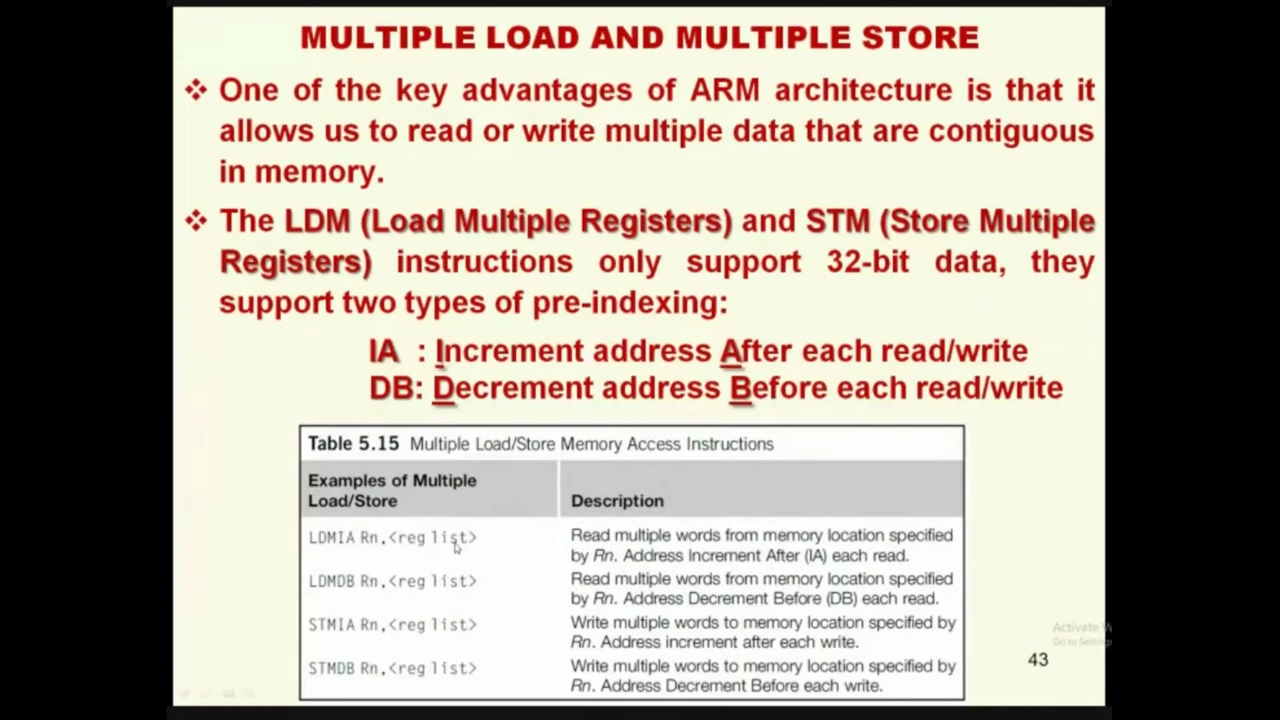 MULTIPLE LOAD AND MULTIPLE STORE
❖ One of the key advantages of ARM architecture is that it
allows us to read or write multiple data that are contiguous
in memory.
❖ The LDM (Load Multiple Registers) and STM (Store Multiple
Registers) instructions only support 32-bit data, they
support two types of pre-indexing:
IA : Increment address After each read/write
DB: Decrement address Before each read/write
Table 5.15 Multiple Load/Store Memory Access Instructions
Examples of Multiple
Load/Store
Description
LDMIA Rn,<reg list>
Read multiple words from memory location specified
by Rn. Address Increment After (IA) each read.
LDMDB Rn,<reg list>
Read multiple words from memory location specified
by Rn. Address Decrement Before (DB) each read.
STMIA Rn,<reg list>
Write multiple words to memory location specified by
Rn. Address increment after each write.
STMDB Rn,<reg list>
Write multiple words to memory location specified by
Rn. Address Decrement Before each write.
Activate W
Go to Setting
43